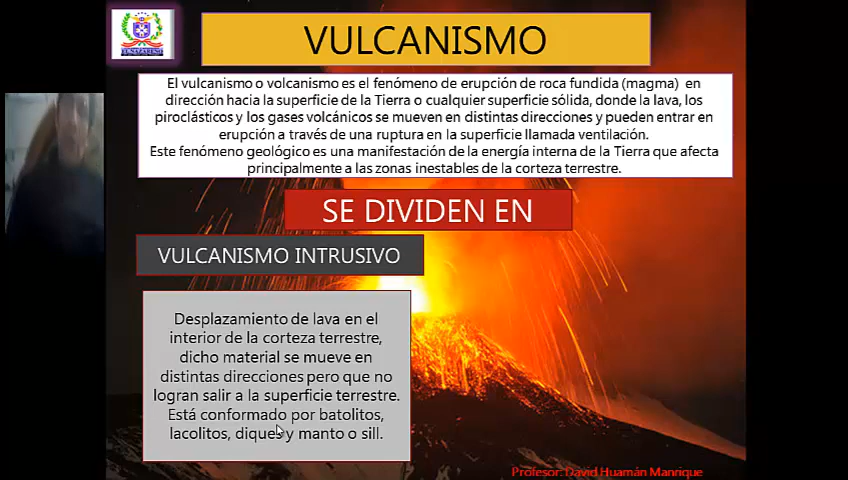 VULCANISMO
El vulcanismo o volcanismo es el fenómeno de erupción de roca fundida (magma) en
dirección hacia la superficie de la Tierra o cualquier superficie sólida, donde la lava, los
piroclásticos y los gases volcánicos se mueven en distintas direcciones y pueden entrar en
erupción a través de una ruptura en la superficie llamada ventilación.
Este fenómeno geológico es una manifestación de la energía interna de la Tierra que afecta
principalmente a las zonas inestables de la corteza terrestre.
SE DIVIDEN EN
VULCANISMO INTRUSIVO
Desplazamiento de lava en el
interior de la corteza terrestre,
dicho material se mueve en
distintas direcciones pero que no
logran salir a la superficie terrestre.
Está conformado por batolitos,
lacolitos, diques y manto o sill.
Profesor: David Huamán Manrique